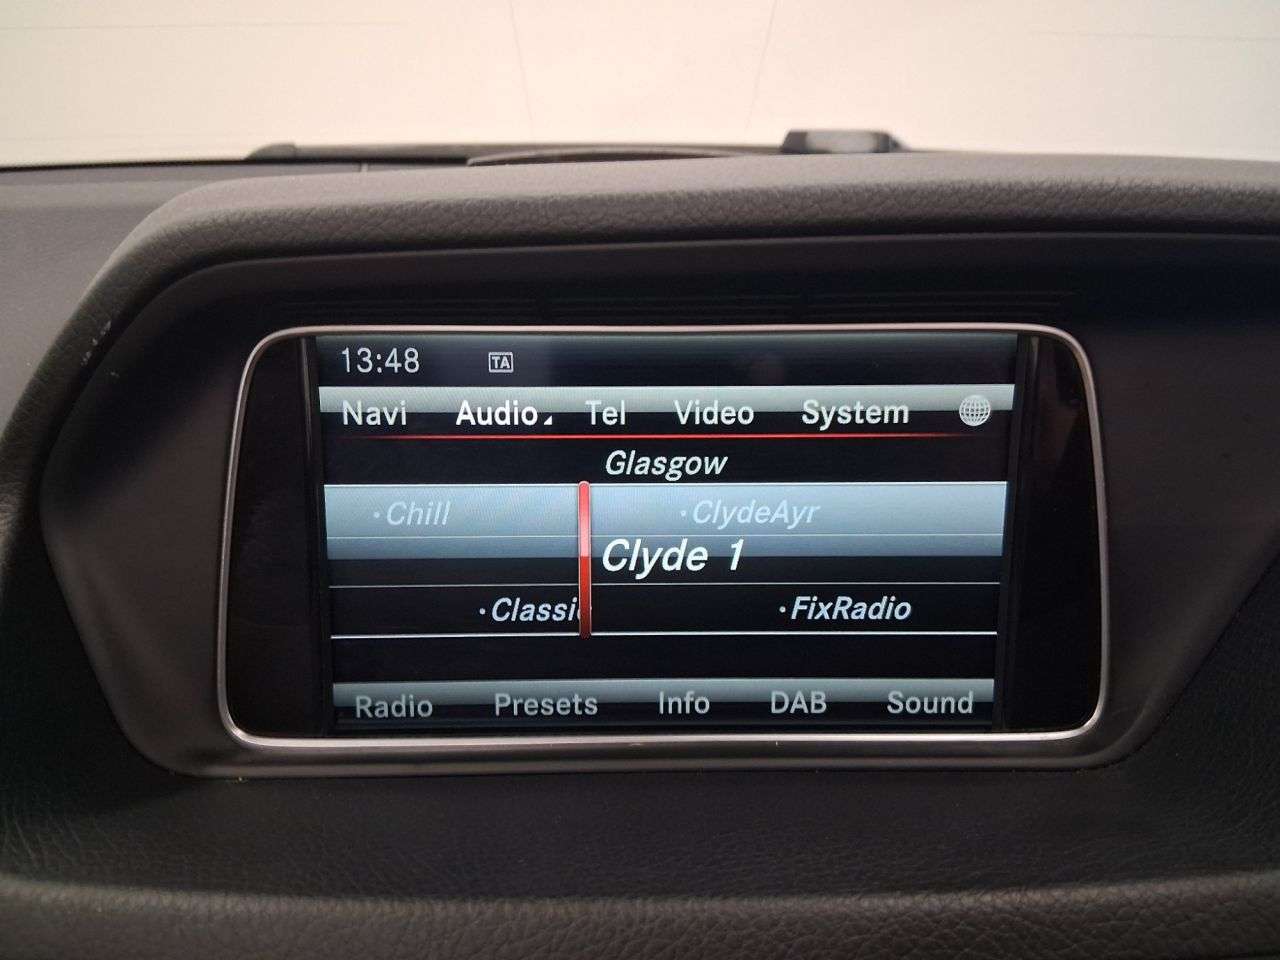 13:48 TA
Navi Audio Tel Video System
Glasgow
·Chill ·ClydeAyr
Clyde 1
·Classic ·FixRadio
Radio Presets Info DAB Sound